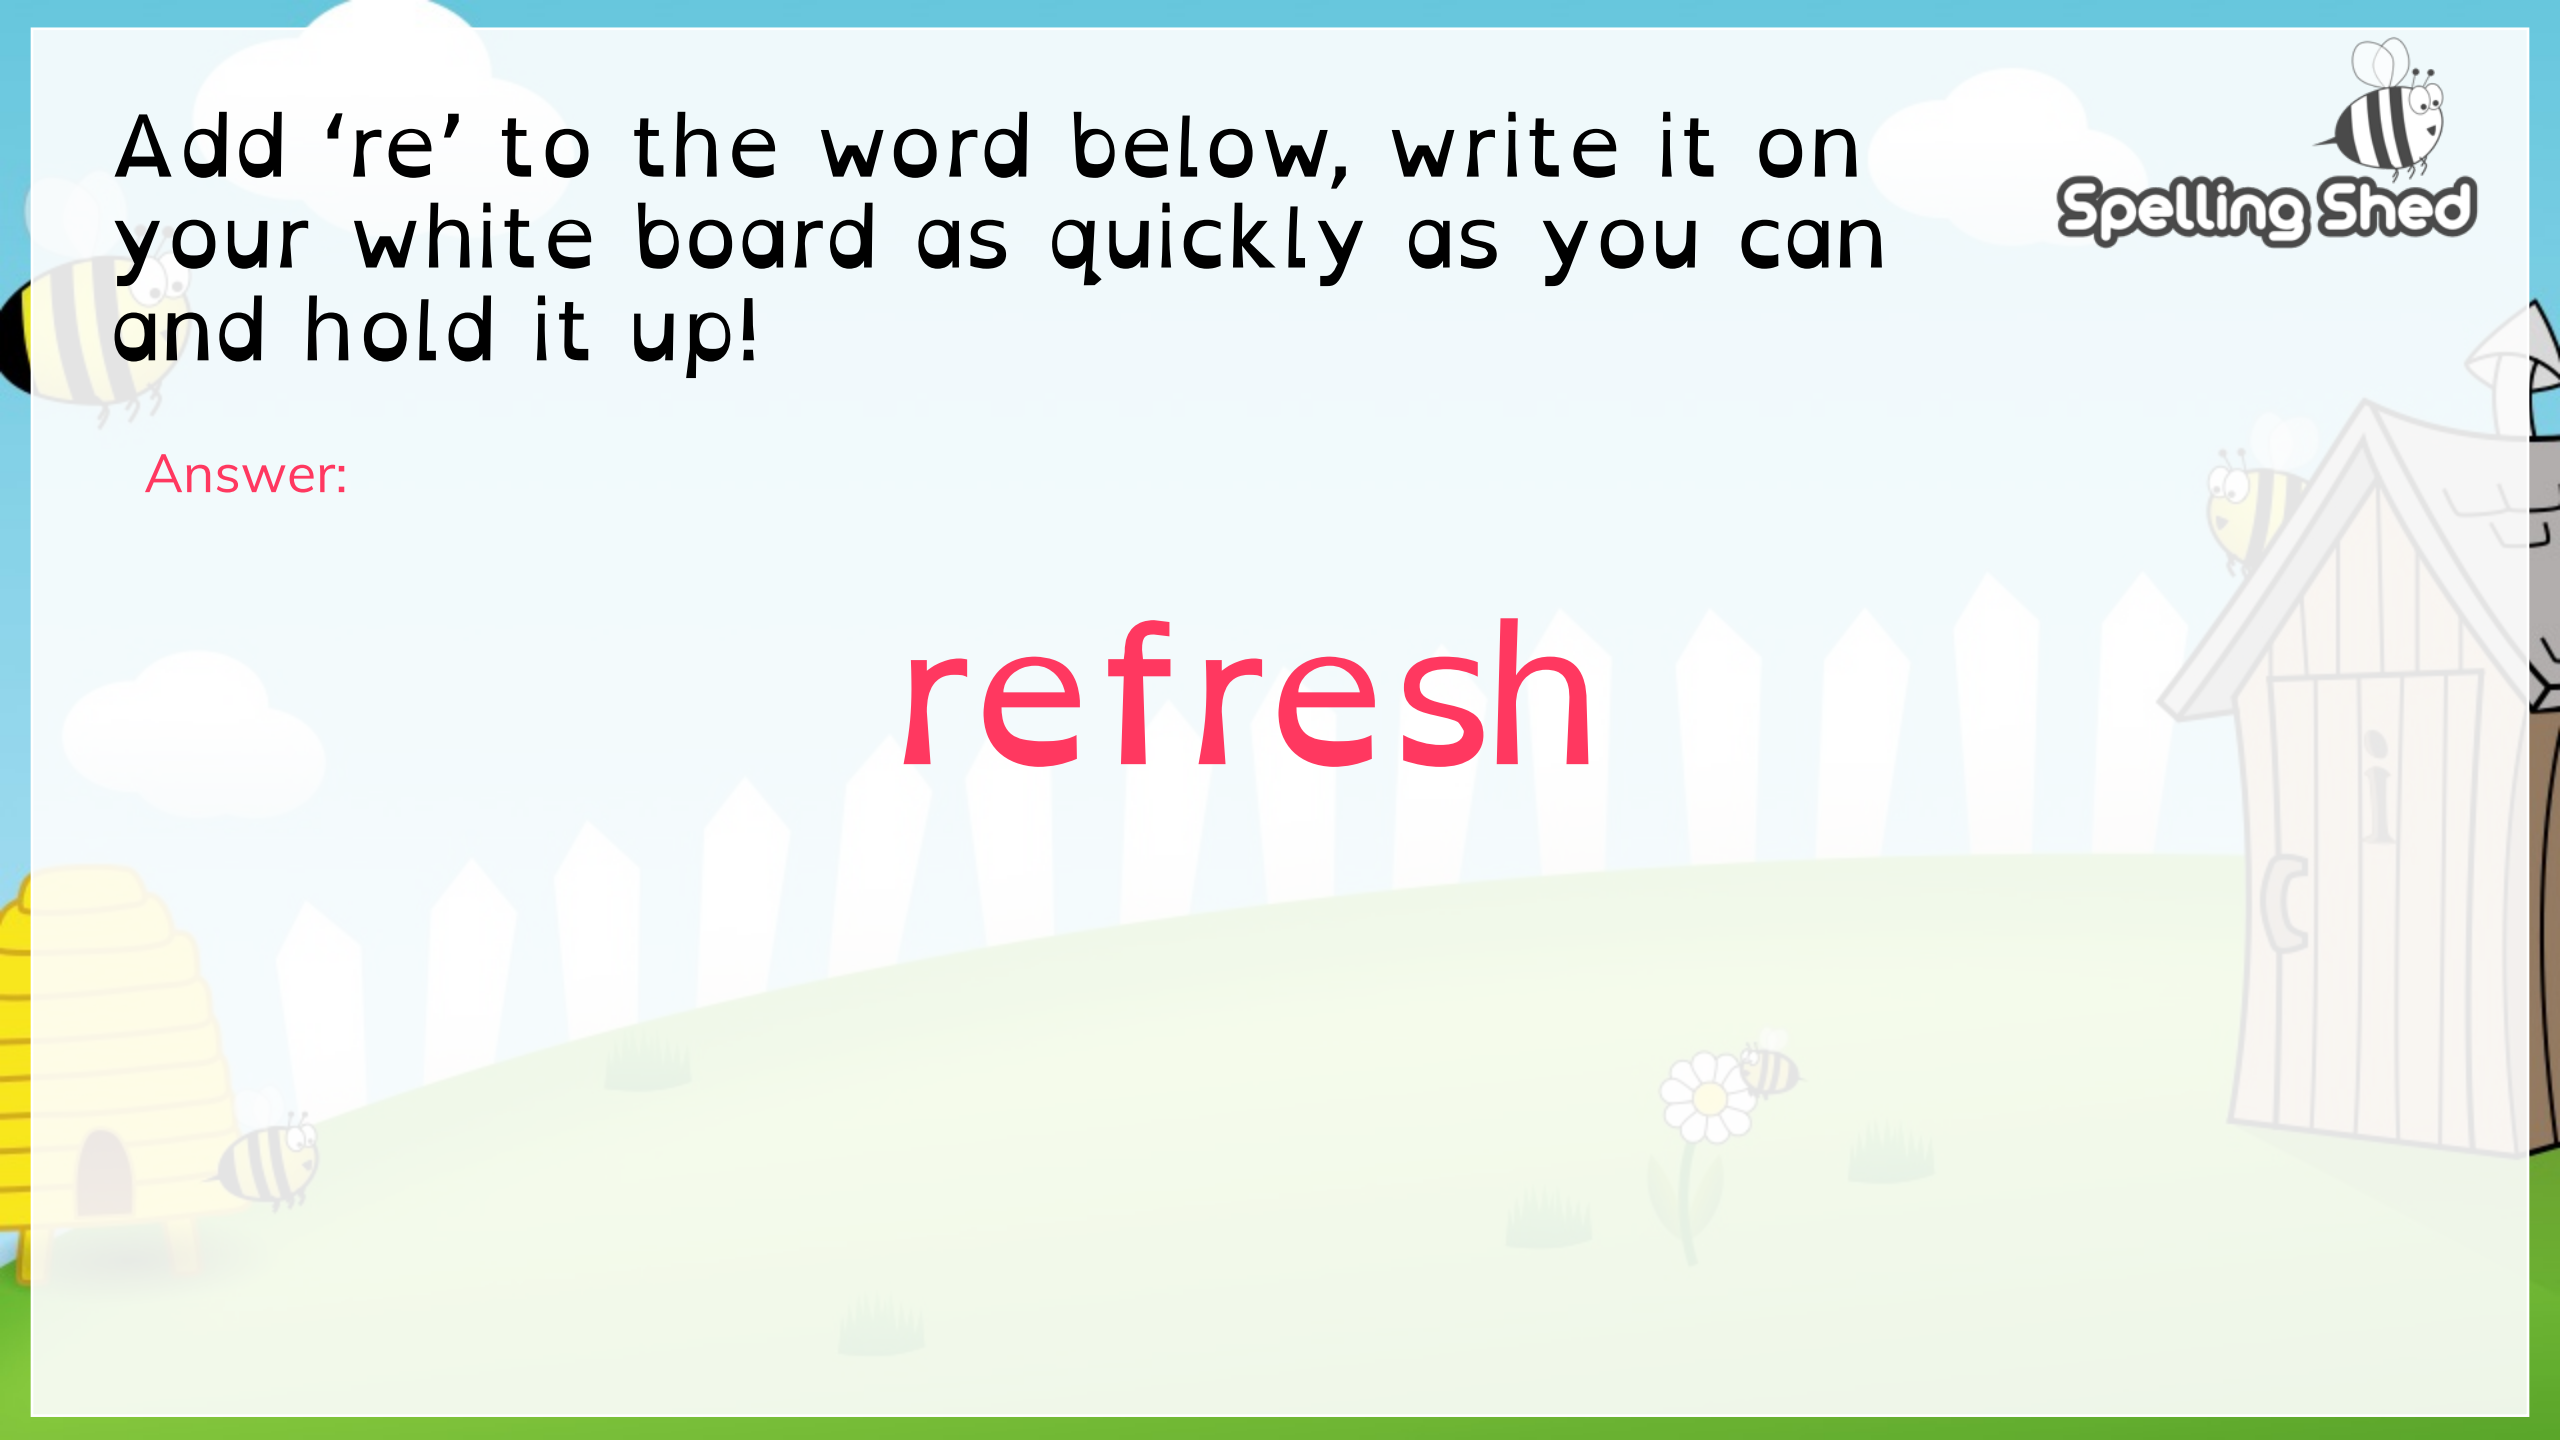 Add ‘re’ to the word below, write it on
your white board as quickly as you can
and hold it up!
Spelling Shed
Answer:
refresh